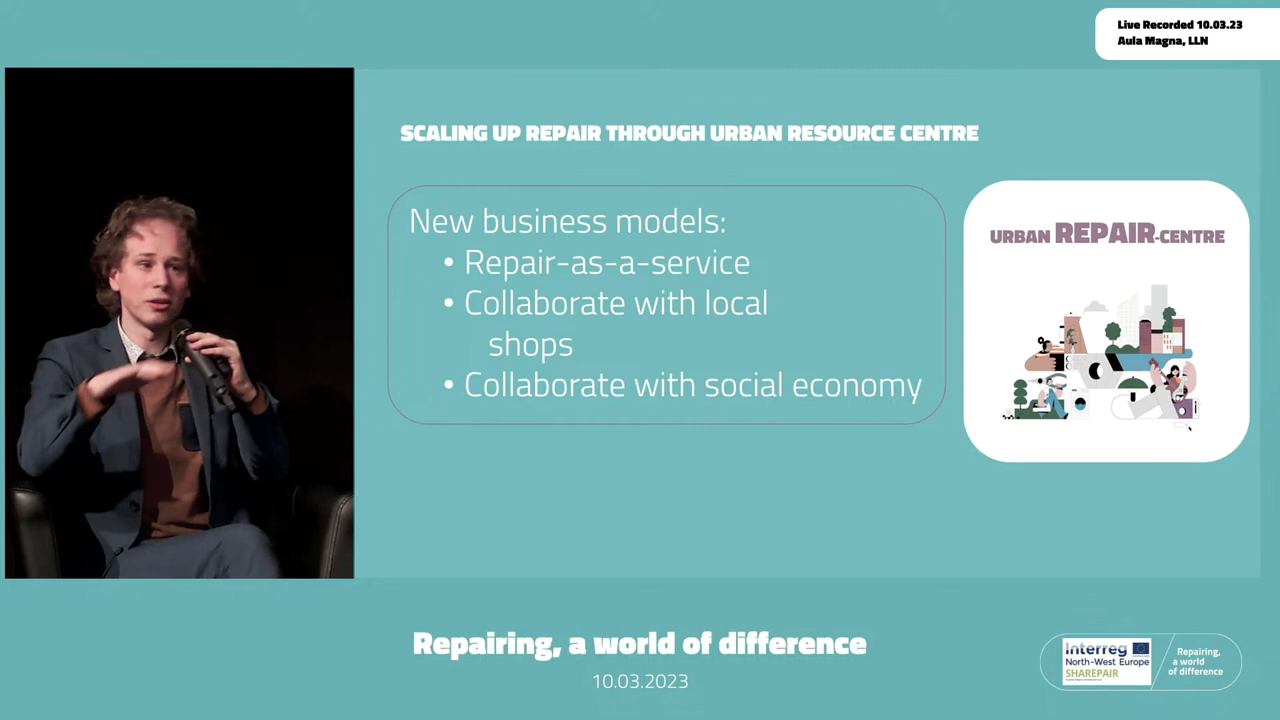 Live Recorded 10.03.23
Aula Magna, LLN
SCALING UP REPAIR THROUGH URBAN RESOURCE CENTRE
New business models:
• Repair-as-a-service
• Collaborate with local
shops
• Collaborate with social economy
URBAN REPAIR-CENTRE
Repairing, a world of difference
10.03.2023
Interreg
North-West Europe
SHAREPAIR
Repairing,
a world
of difference